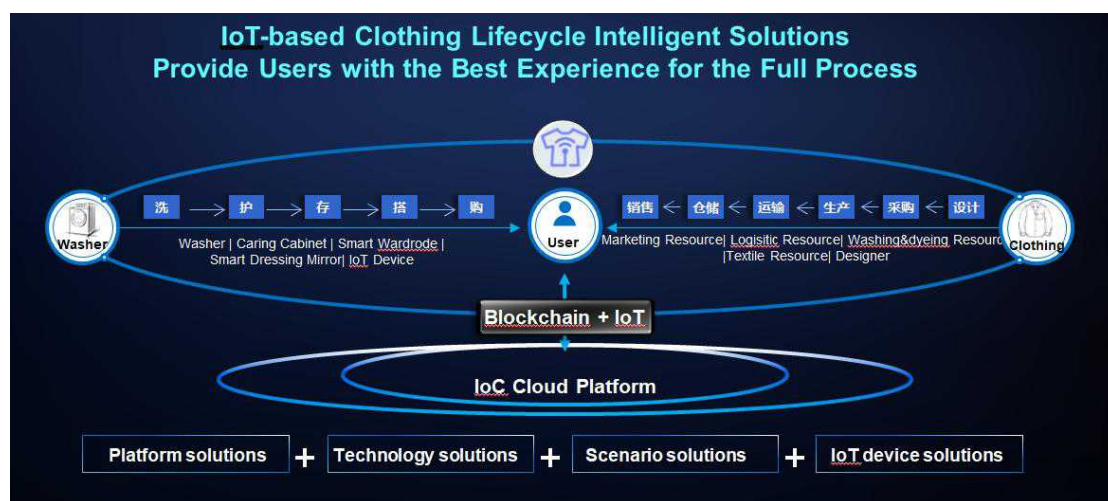 IoT-based Clothing Lifecycle Intelligent Solutions
Provide Users with the Best Experience for the Full Process
洗 护 存 搭 购
销售 仓储 运输 生产 采购 设计
Washer
User
Clothing
Washer | Caring Cabinet | Smart Wardrode |
Smart Dressing Mirror| IoT Device
Marketing Resource| Logisitic Resource| Washing&dyeing Resourc
|Textile Resource| Designer
Blockchain + IoT
IoC Cloud Platform
Platform solutions + Technology solutions + Scenario solutions + IoT device solutions